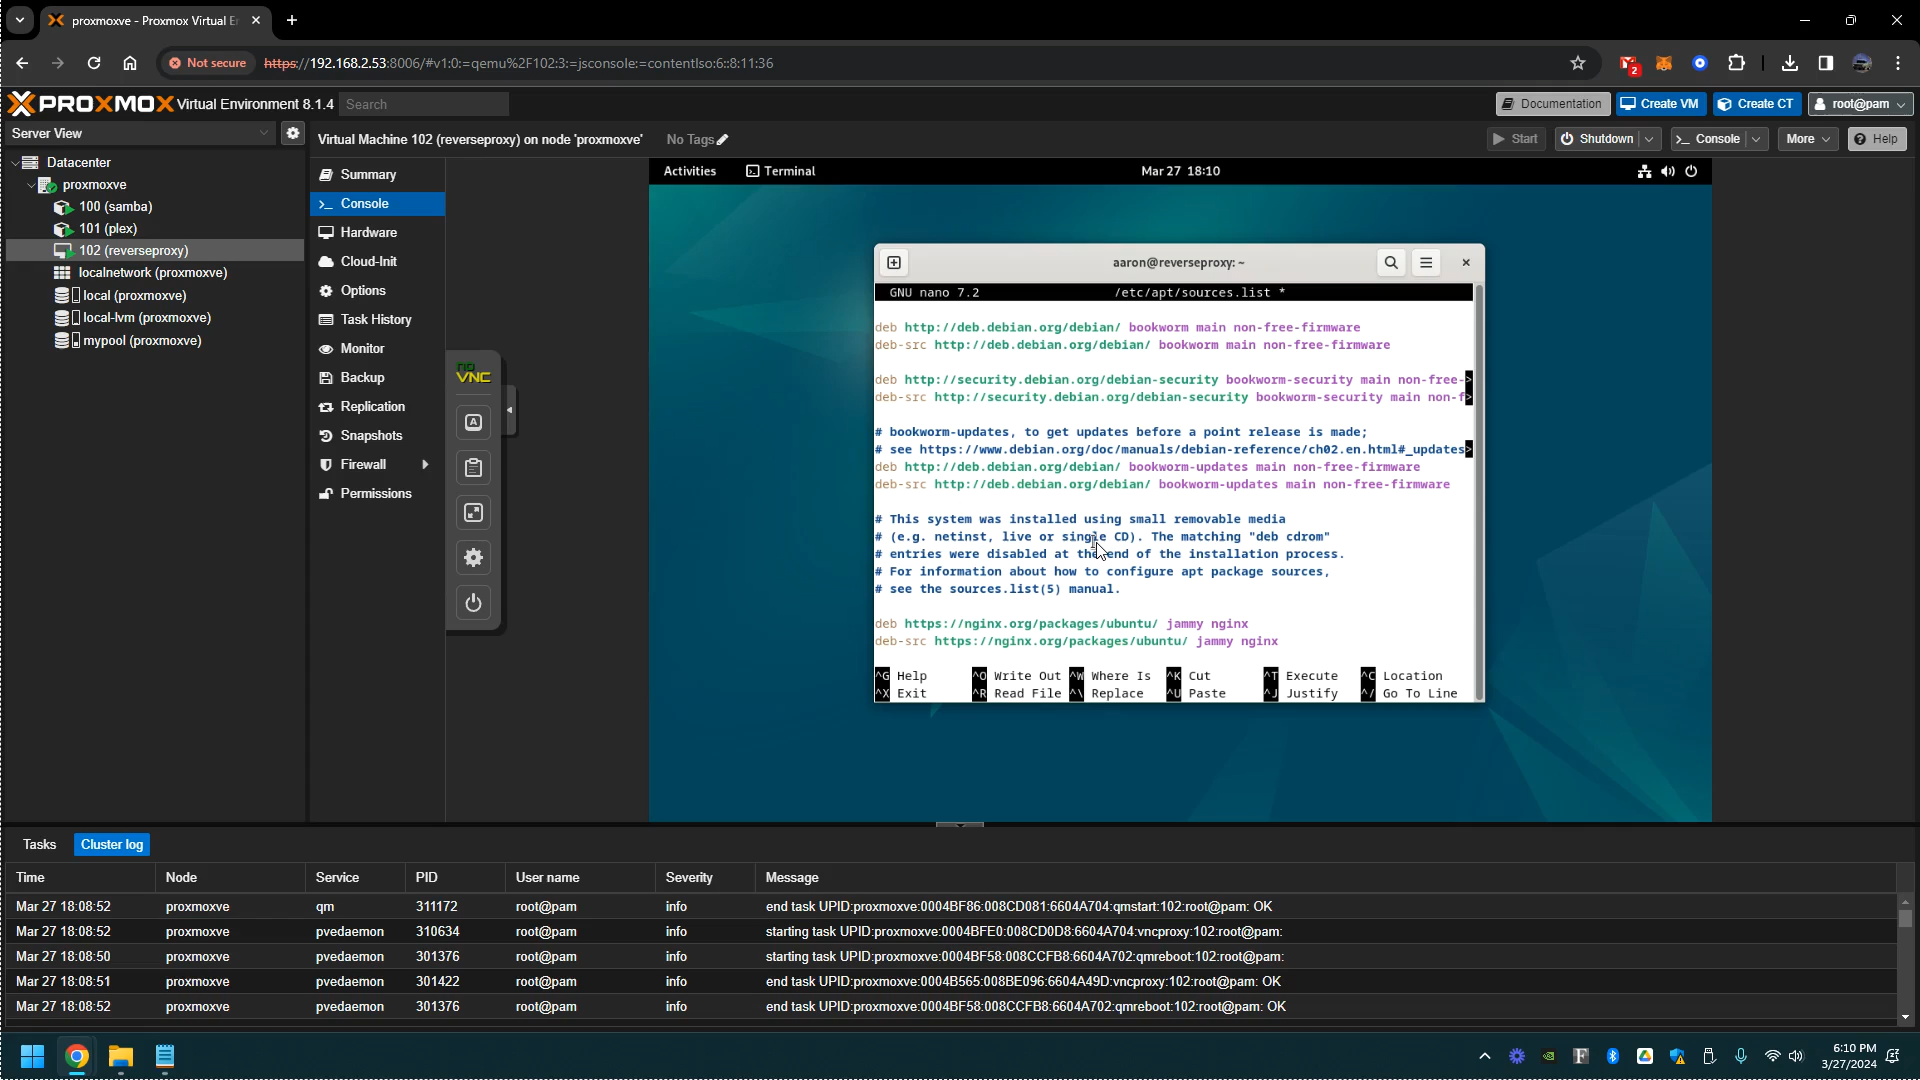 proxmoxve - Proxmox Virtual E
Not secure https://192.168.2.53:8006/#v1:0:=qemu%2F102:3:=jsconsole:=contentIso:6::8:11:36
2
PROXMOX Virtual Environment 8.1.4 Search
Documentation Create VM Create CT root@pam
Server View
Virtual Machine 102 (reverseproxy) on node 'proxmoxve' No Tags
Start Shutdown Console More Help
Datacenter
proxmoxve
100 (samba)
101 (plex)
102 (reverseproxy)
localnetwork (proxmoxve)
local (proxmoxve)
local-lvm (proxmoxve)
mypool (proxmoxve)
Summary
Console
Hardware
Cloud-Init
Options
Task History
Monitor
Backup
Replication
Snapshots
Firewall
Permissions
no
VNC
A
Activities Terminal Mar 27 18:10
aaron@reverseproxy: ~
GNU nano 7.2 /etc/apt/sources.list *
deb http://deb.debian.org/debian/ bookworm main non-free-firmware
deb-src http://deb.debian.org/debian/ bookworm main non-free-firmware
deb http://security.debian.org/debian-security bookworm-security main non-free->
deb-src http://security.debian.org/debian-security bookworm-security main non-f>
# bookworm-updates, to get updates before a point release is made;
# see https://www.debian.org/doc/manuals/debian-reference/ch02.en.html#_updates>
deb http://deb.debian.org/debian/ bookworm-updates main non-free-firmware
deb-src http://deb.debian.org/debian/ bookworm-updates main non-free-firmware
# This system was installed using small removable media
# (e.g. netinst, live or single CD). The matching "deb cdrom"
# entries were disabled at the end of the installation process.
# For information about how to configure apt package sources,
# see the sources.list(5) manual.
deb https://nginx.org/packages/ubuntu/ jammy nginx
deb-src https://nginx.org/packages/ubuntu/ jammy nginx
^G Help ^O Write Out ^W Where Is ^K Cut ^T Execute ^C Location
^X Exit ^R Read File ^\ Replace ^U Paste ^J Justify ^/ Go To Line
Tasks Cluster log
Time Node Service PID User name Severity Message
Mar 27 18:08:52 proxmoxve qm 311172 root@pam info end task UPID:proxmoxve:0004BF86:008CD081:6604A704:qmstart:102:root@pam: OK
Mar 27 18:08:52 proxmoxve pvedaemon 310634 root@pam info starting task UPID:proxmoxve:0004BFE0:008CD0D8:6604A704:vncproxy:102:root@pam:
Mar 27 18:08:50 proxmoxve pvedaemon 301376 root@pam info starting task UPID:proxmoxve:0004BF58:008CCFB8:6604A702:qmreboot:102:root@pam:
Mar 27 18:08:51 proxmoxve pvedaemon 301422 root@pam info end task UPID:proxmoxve:0004B565:008BE096:6604A49D:vncproxy:102:root@pam: OK
Mar 27 18:08:52 proxmoxve pvedaemon 301376 root@pam info end task UPID:proxmoxve:0004BF58:008CCFB8:6604A702:qmreboot:102:root@pam: OK
6:10 PM
3/27/2024